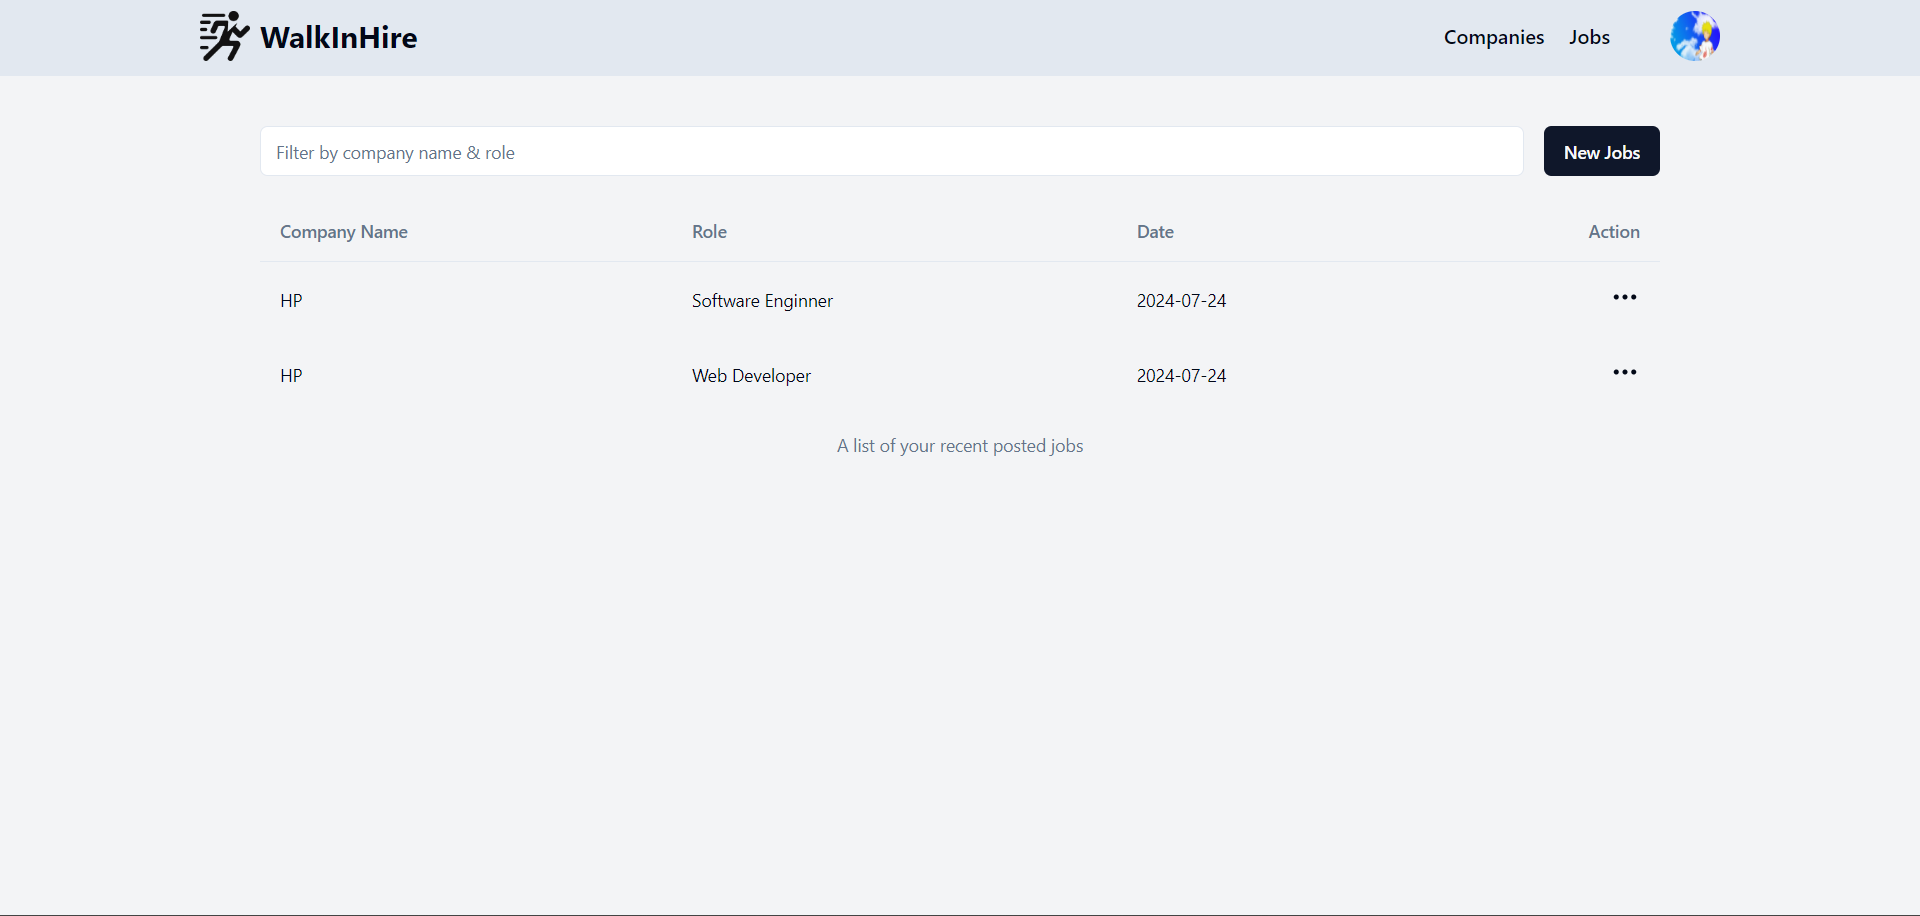 WalkInHire
Companies Jobs
Filter by company name & role
New Jobs
Company Name Role Date Action
HP Software Enginner 2024-07-24
HP Web Developer 2024-07-24
A list of your recent posted jobs